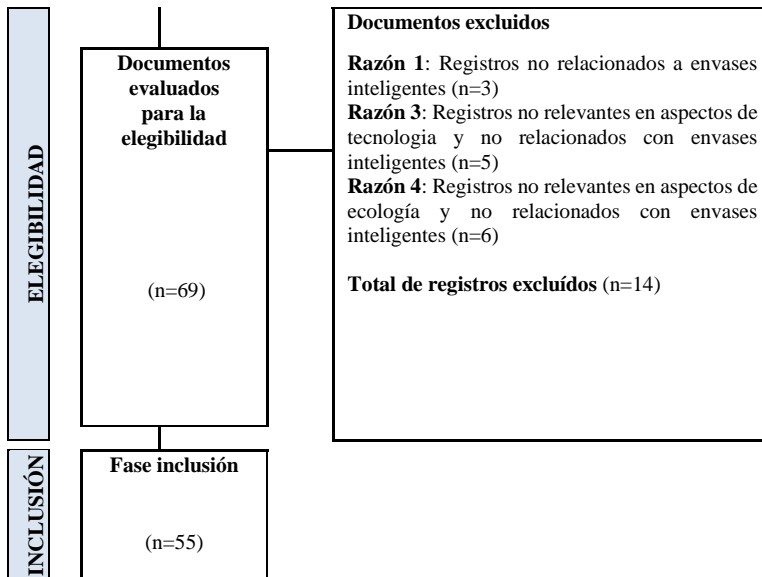 ELEGIBILIDAD
Documentos
evaluados
para la
elegibilidad
(n=69)
Documentos excluidos
Razón 1: Registros no relacionados a envases
inteligentes (n=3)
Razón 3: Registros no relevantes en aspectos de
tecnologia y no relacionados con envases
inteligentes (n=5)
Razón 4: Registros no relevantes en aspectos de
ecología y no relacionados con envases
inteligentes (n=6)
Total de registros excluídos (n=14)
INCLUSIÓN
Fase inclusión
(n=55)